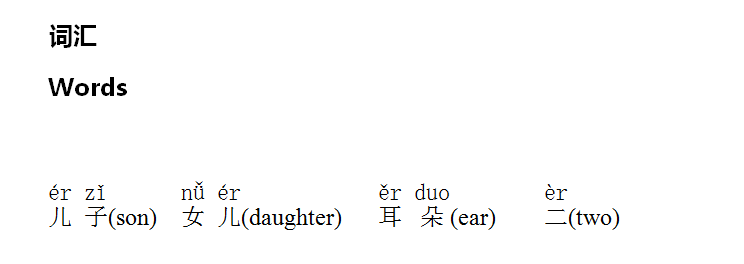 词汇
Words
ér zǐ nǚ ér ěr duo èr
儿 子(son) 女 儿(daughter) 耳 朵 (ear) 二(two)